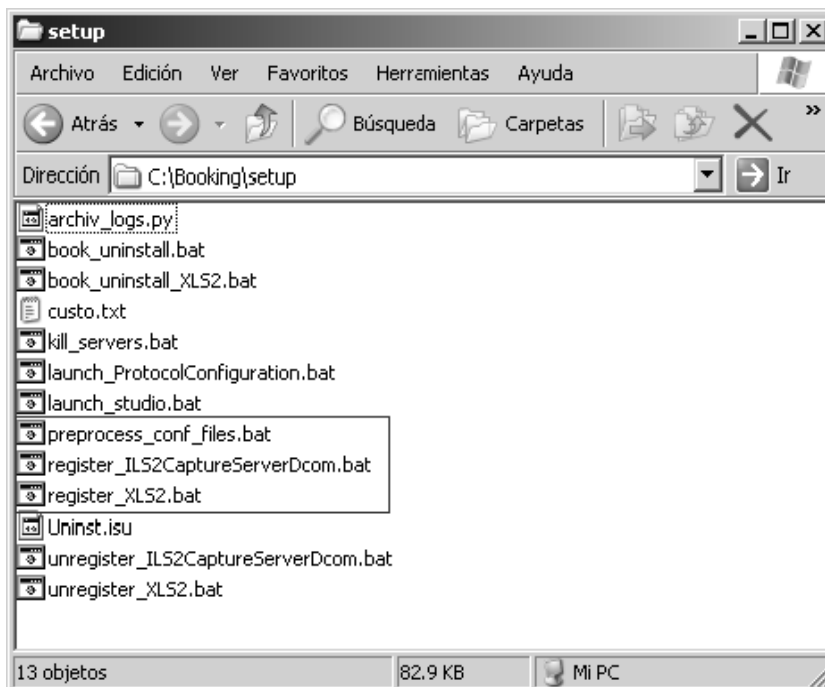 setup
Archivo Edición Ver Favoritos Herramientas Ayuda
Atrás Búsqueda Carpetas »
Dirección C:\Booking\setup Ir
archiv_logs.py
book_uninstall.bat
book_uninstall_XLS2.bat
custo.txt
kill_servers.bat
launch_ProtocolConfiguration.bat
launch_studio.bat
preprocess_conf_files.bat
register_ILS2CaptureServerDcom.bat
register_XLS2.bat
Uninst.isu
unregister_ILS2CaptureServerDcom.bat
unregister_XLS2.bat
13 objetos 82.9 KB Mi PC